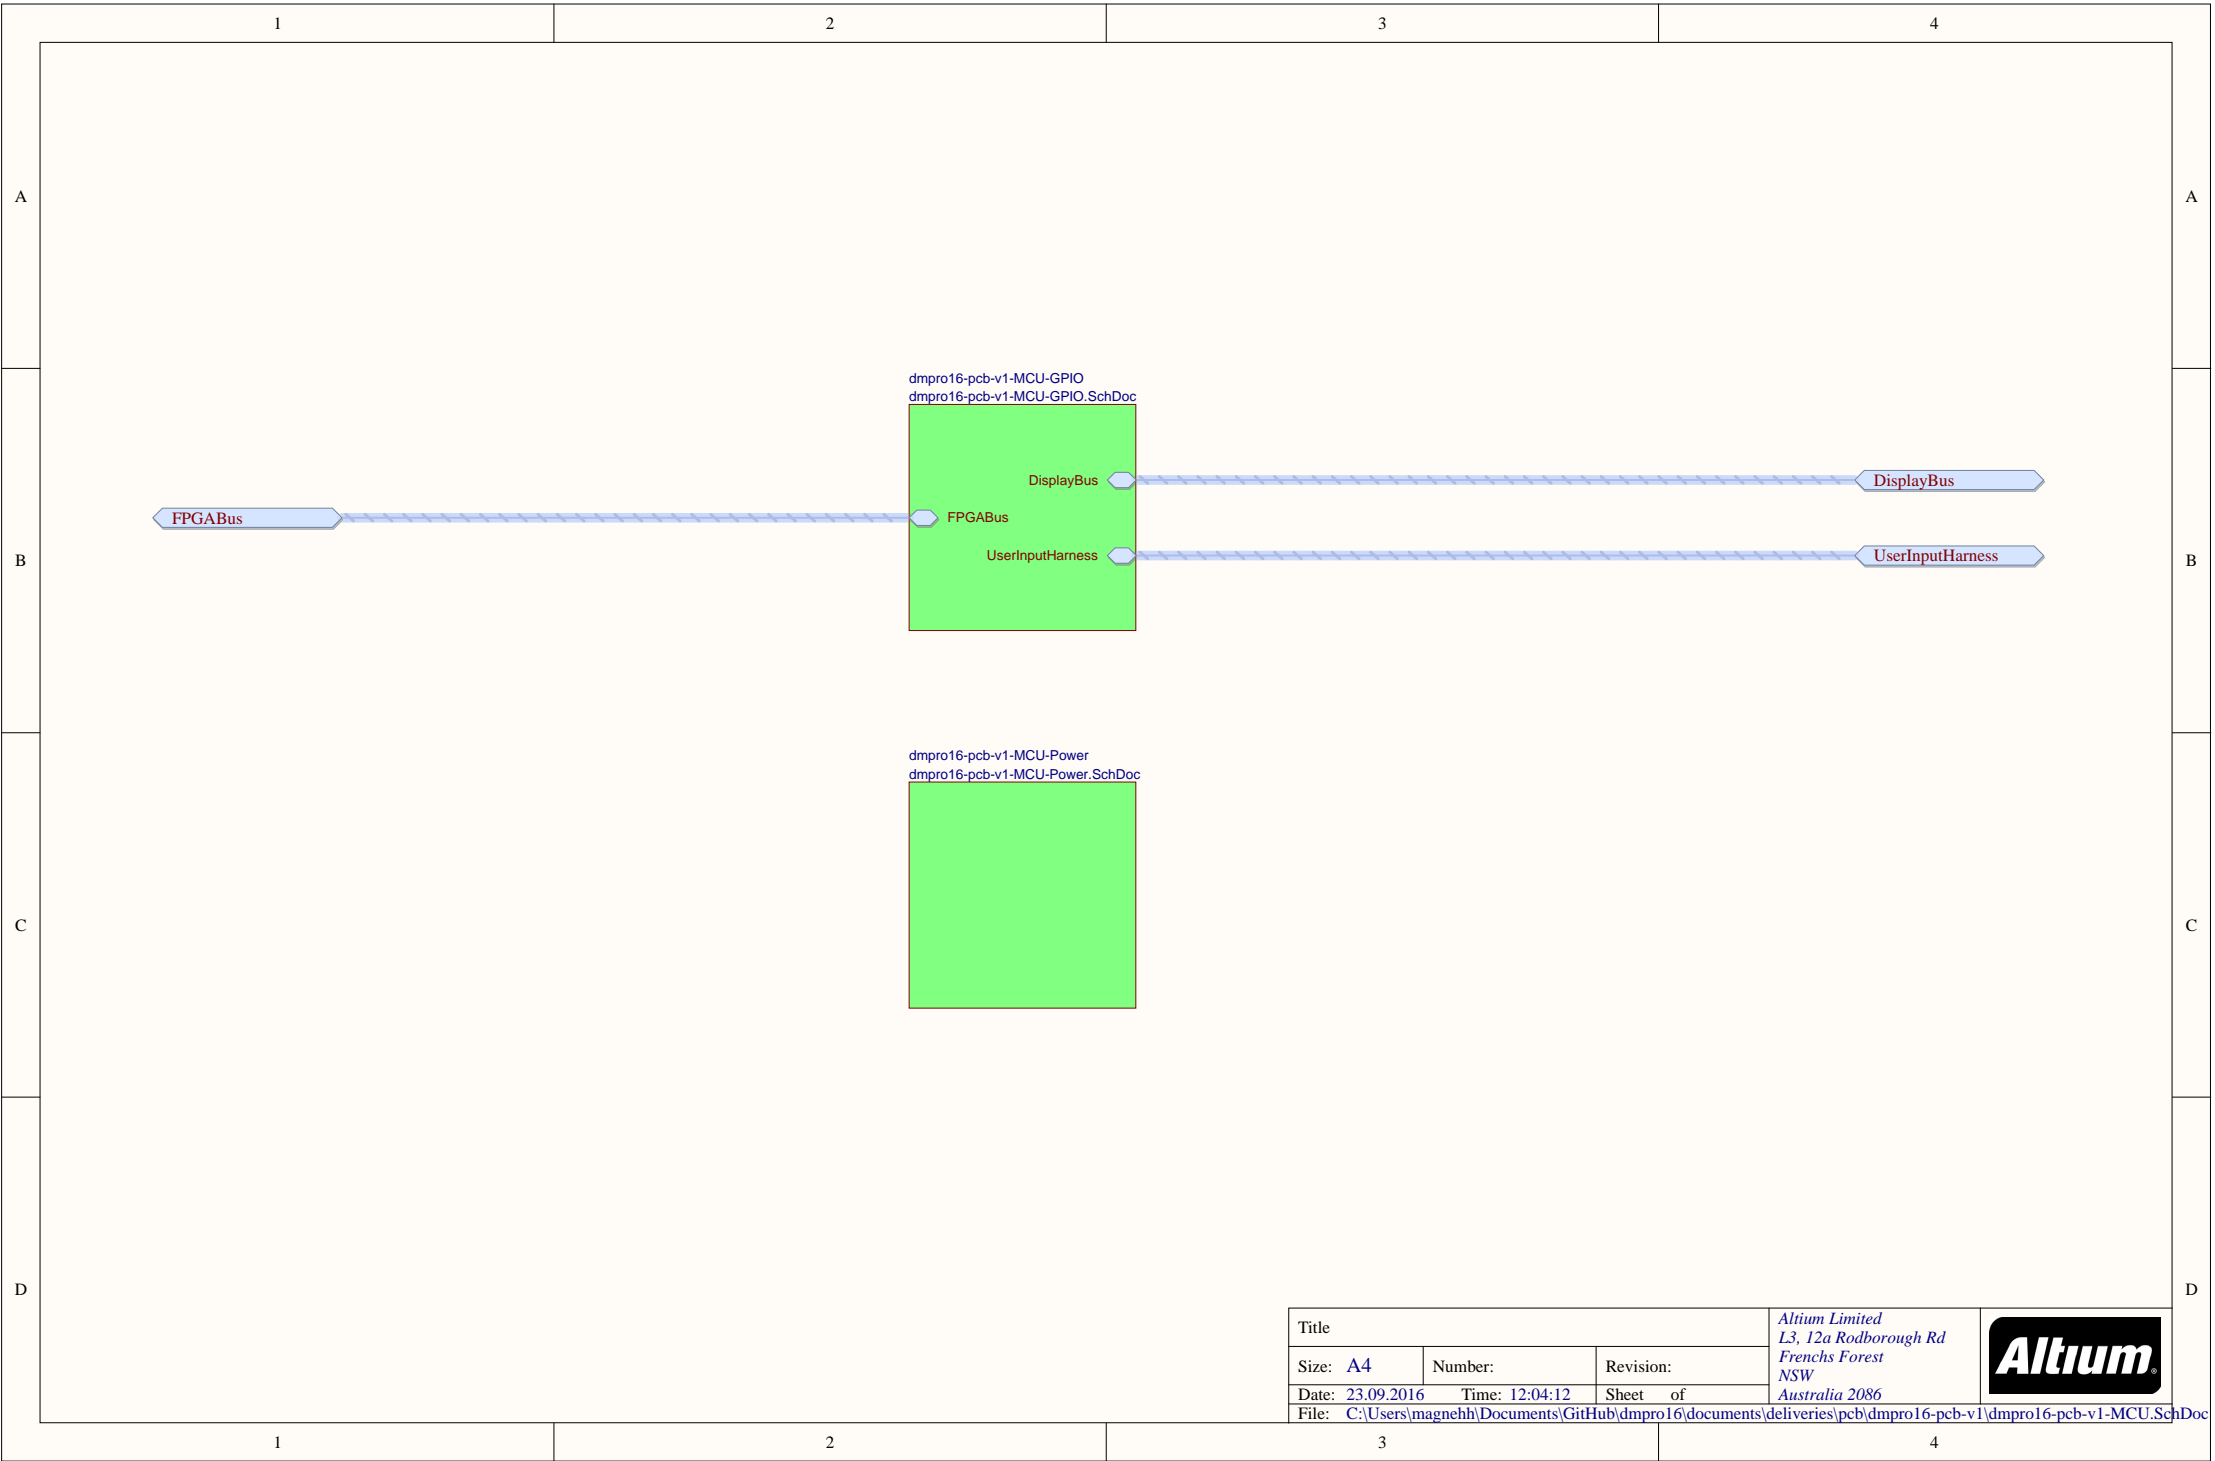 1 2 3 4
A A
dmpro16-pcb-v1-MCU-GPIO
dmpro16-pcb-v1-MCU-GPIO.SchDoc
DisplayBus DisplayBus
FPGABus FPGABus
UserInputHarness UserInputHarness
B B
dmpro16-pcb-v1-MCU-Power
dmpro16-pcb-v1-MCU-Power.SchDoc
C C
D D
Title
Size: A4 Number: Revision:
Date: 23.09.2016 Time: 12:04:12 Sheet of
File: C:\Users\magnehh\Documents\GitHub\dmpro16\documents\deliveries\pcb\dmpro16-pcb-v1\dmpro16-pcb-v1-MCU.SchDoc
Altium Limited
L3, 12a Rodborough Rd
Frenchs Forest
NSW
Australia 2086
Altium®
1 2 3 4